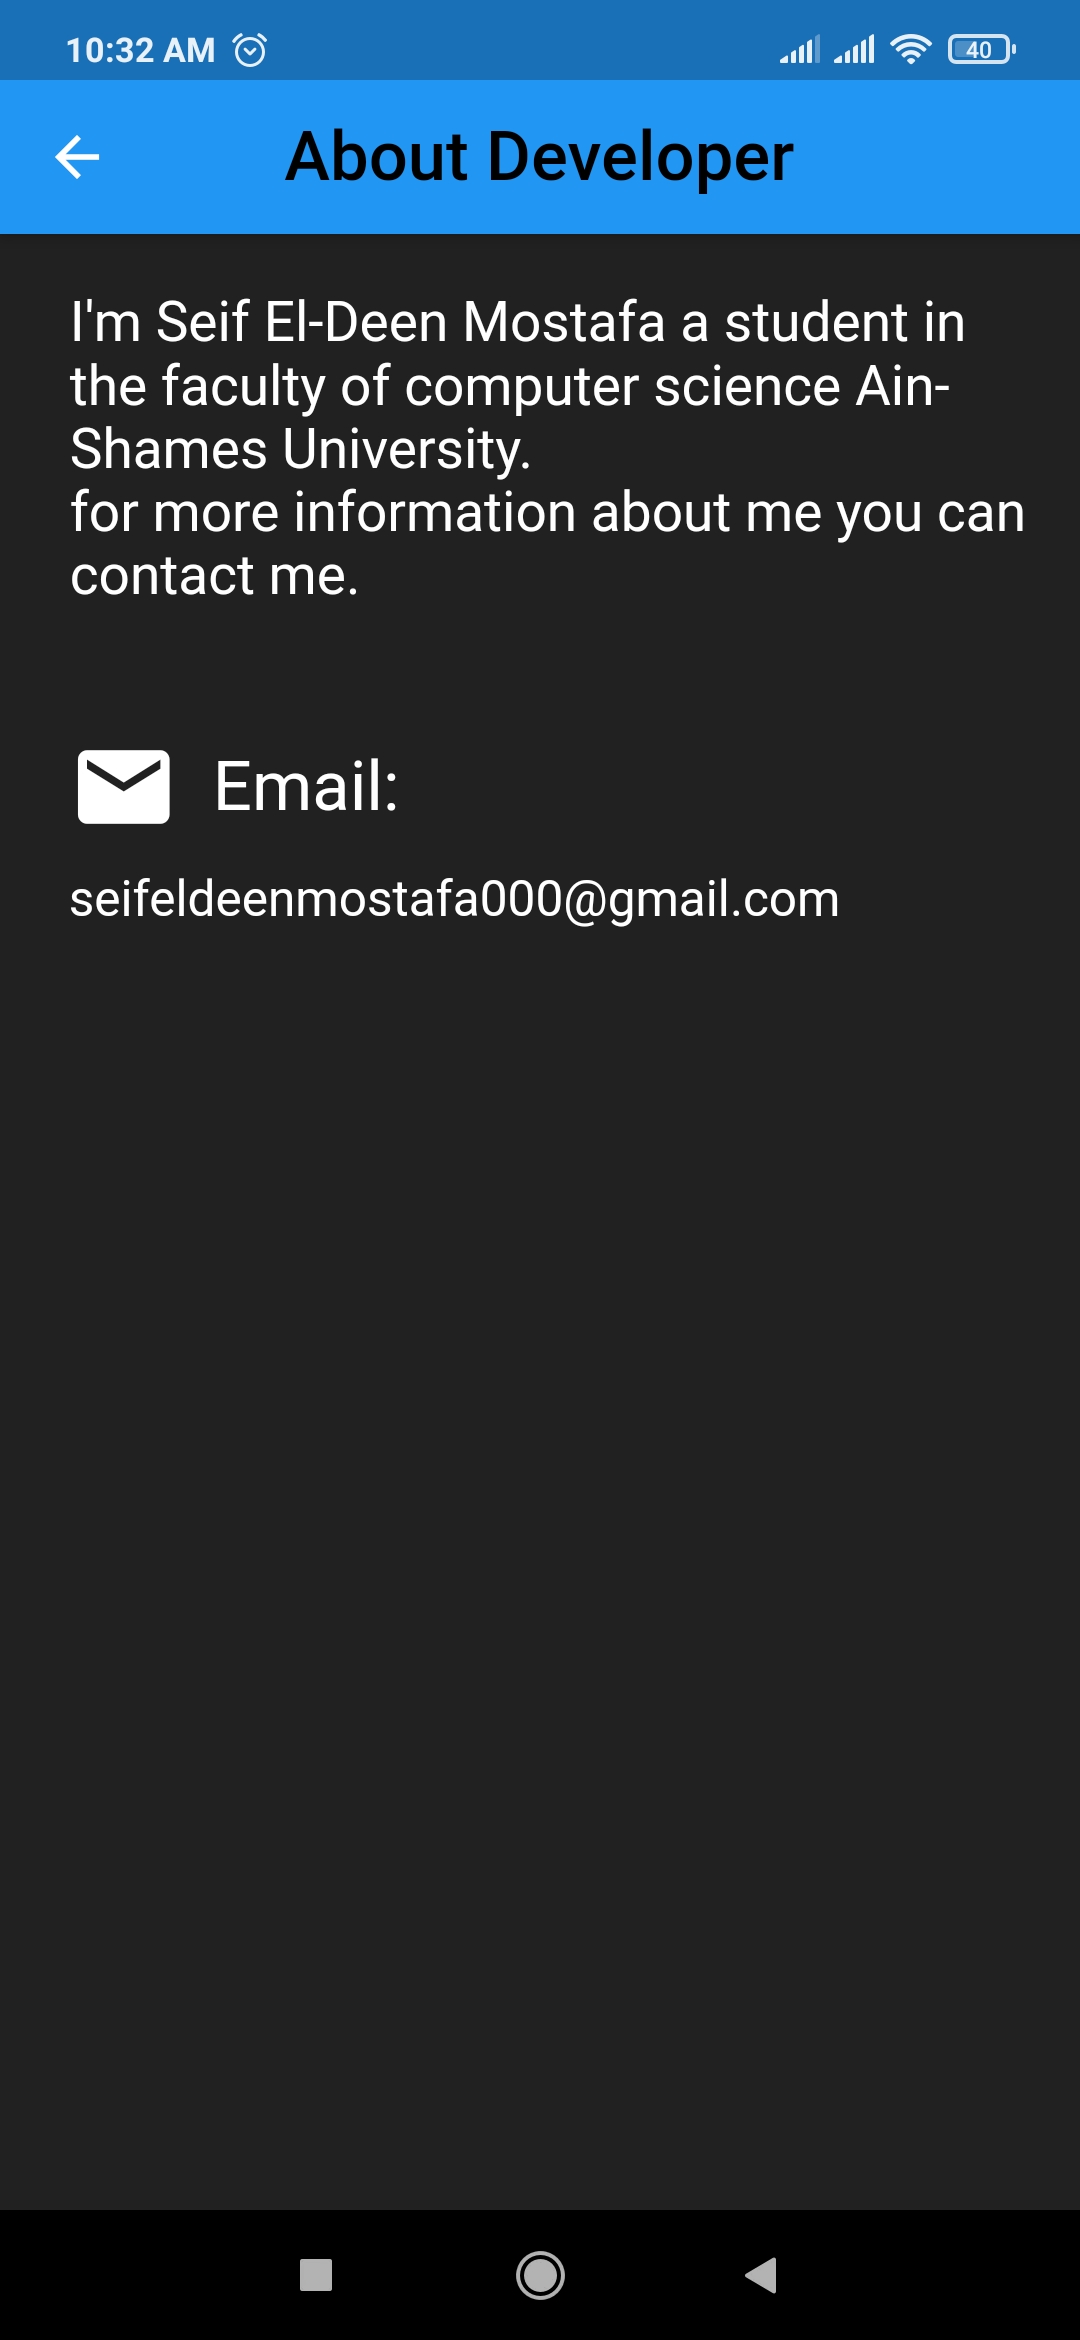 10:32 AM
40
About Developer
I'm Seif El-Deen Mostafa a student in
the faculty of computer science Ain-
Shames University.
for more information about me you can
contact me.
Email:
seifeldeenmostafa000@gmail.com